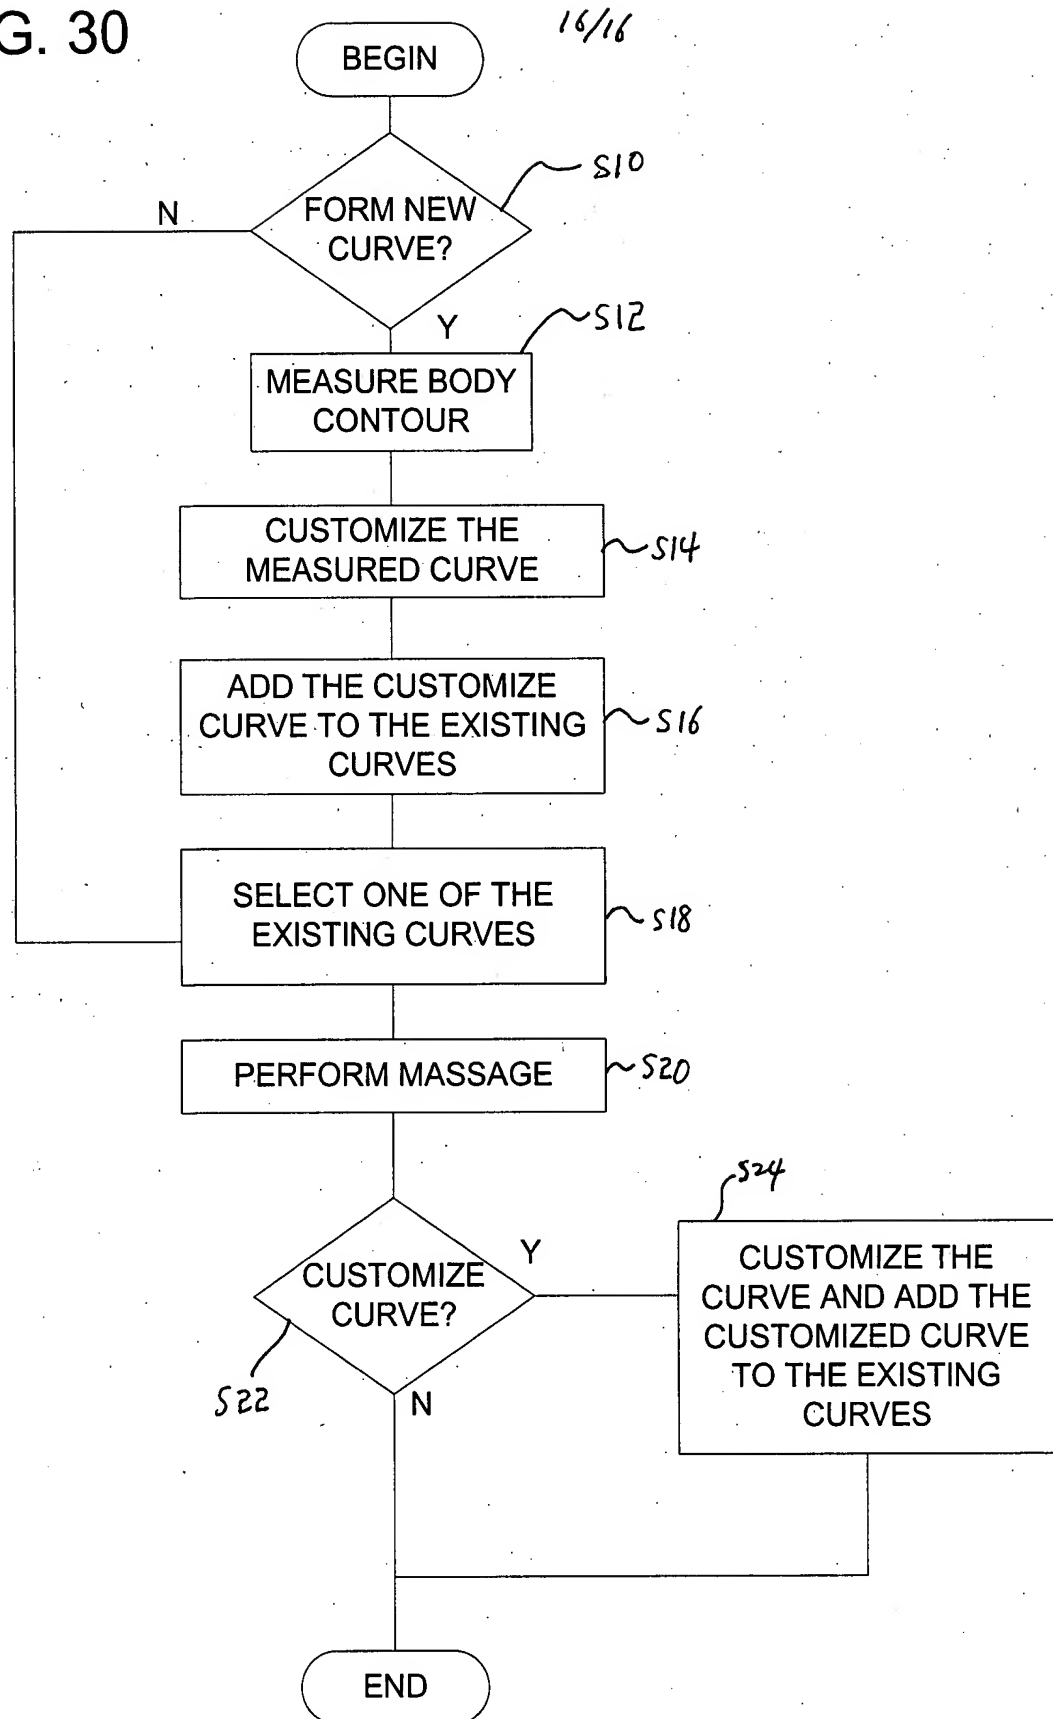 G. 30
16/16
BEGIN
S10
FORM NEW
CURVE?
N
Y
S12
MEASURE BODY
CONTOUR
CUSTOMIZE THE
MEASURED CURVE
S14
ADD THE CUSTOMIZE
CURVE TO THE EXISTING
CURVES
S16
SELECT ONE OF THE
EXISTING CURVES
S18
PERFORM MASSAGE
S20
CUSTOMIZE
CURVE?
Y
N
S22
S24
CUSTOMIZE THE
CURVE AND ADD THE
CUSTOMIZED CURVE
TO THE EXISTING
CURVES
END